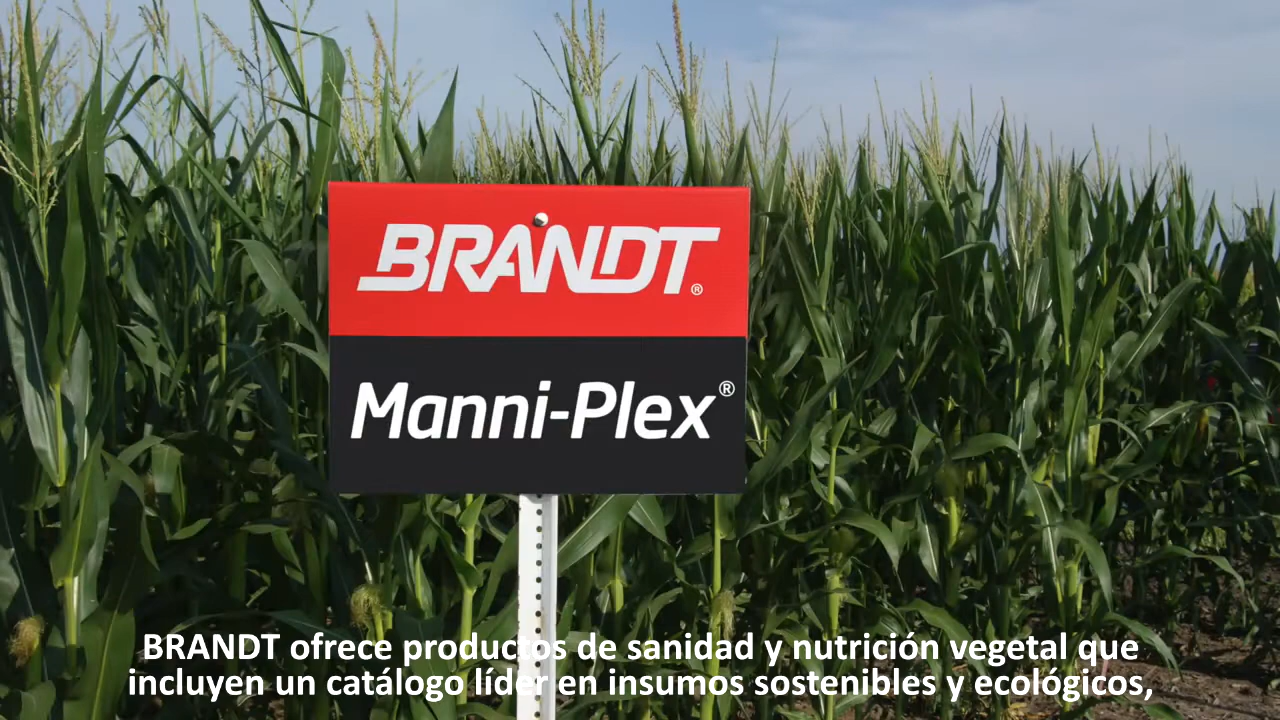 BRANDT®
Manni-Plex®
BRANDT ofrece productos de sanidad y nutrición vegetal que
incluyen un catálogo líder en insumos sostenibles y ecológicos,